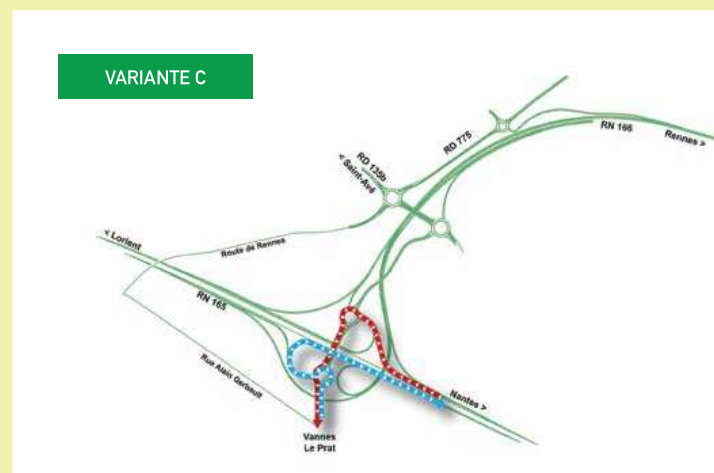 VARIANTE C
RN 166
Rennes >
RD 775
RD 135b
< Saint-Avé
Route de Rennes
< Lorient
RN 165
Rue Alain Gerbault
Nantes >
Vannes
Le Prat